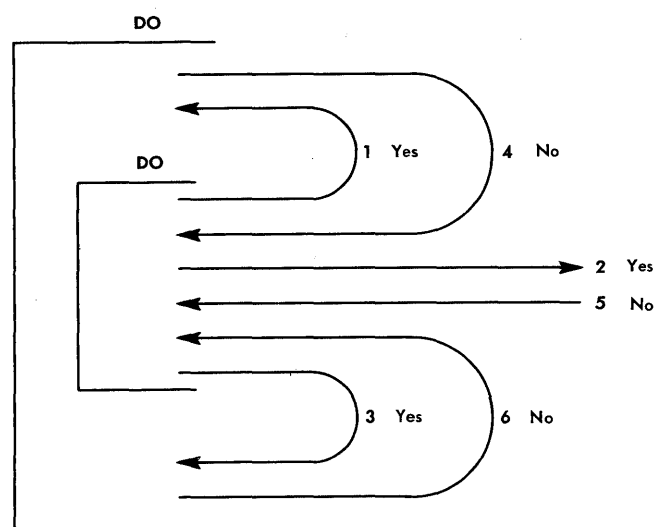 DO
1 Yes 4 No
DO
2 Yes
5 No
3 Yes 6 No